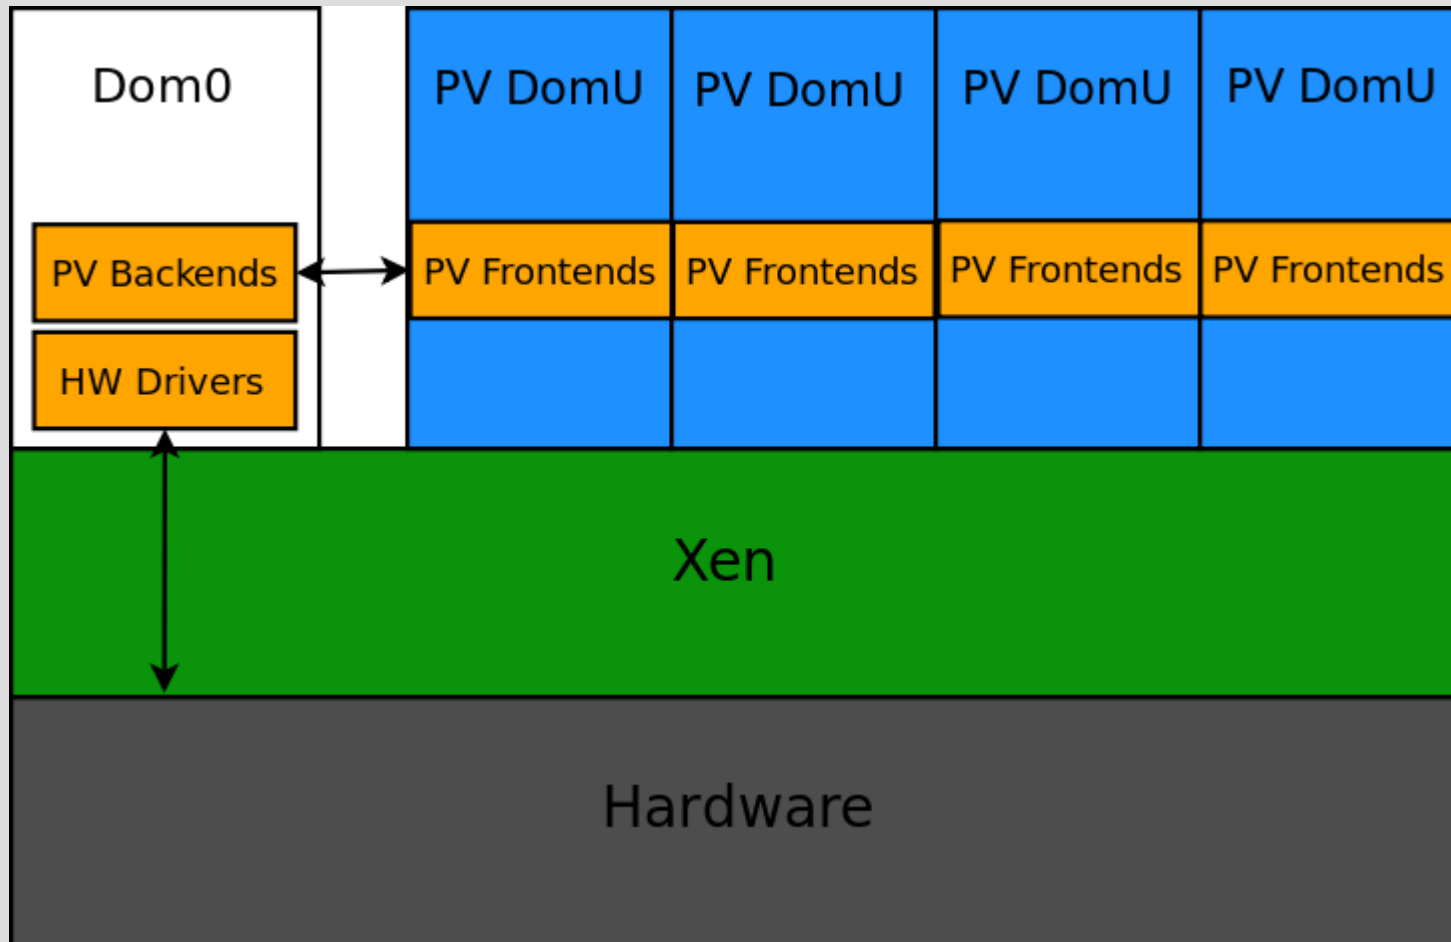 Dom0
PV DomU
PV DomU
PV DomU
PV DomU
PV Backends
PV Frontends
PV Frontends
PV Frontends
PV Frontends
HW Drivers
Xen
Hardware